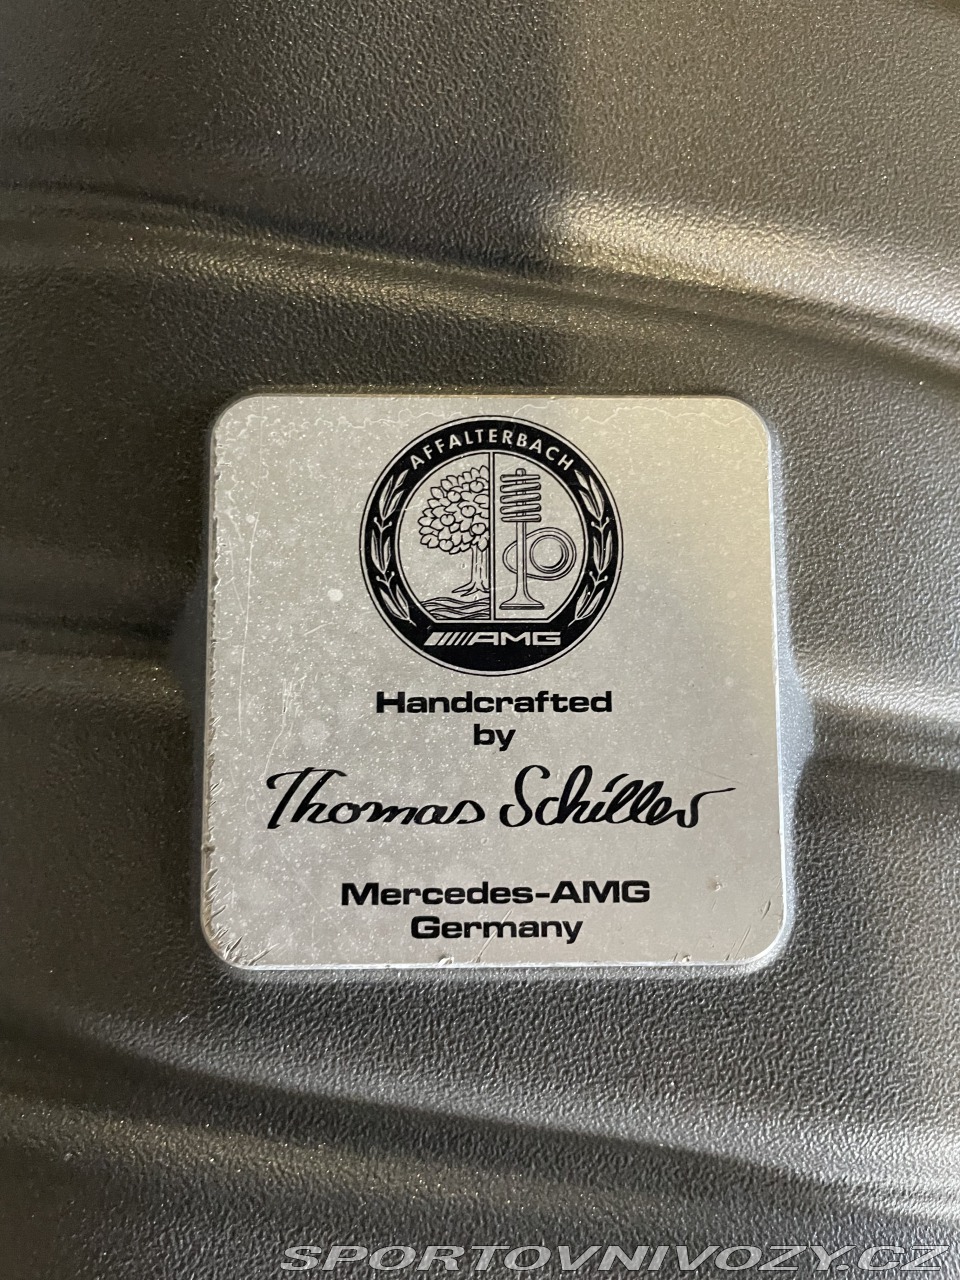 AFFALTERBACH
AMG
Handcrafted
by
Thomas Schiller
Mercedes-AMG
Germany
SPORTOVNIVOZY.CZ